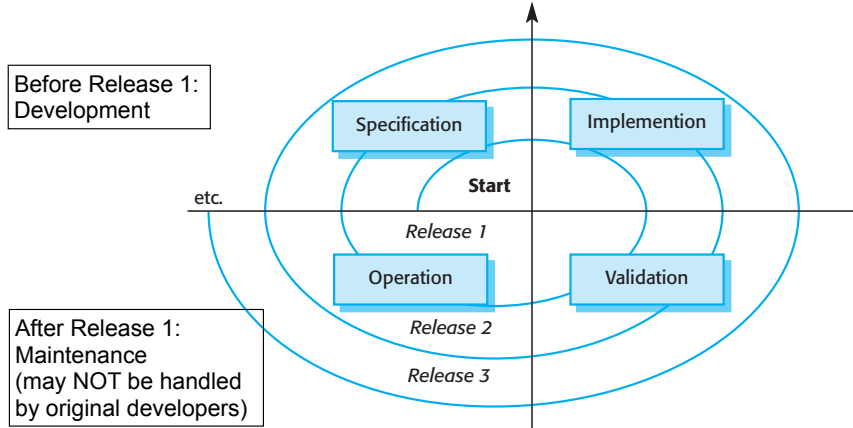 Before Release 1:
Development
Specification
Implemention
Start
etc.
Release 1
Operation
Validation
After Release 1:
Maintenance
(may NOT be handled
by original developers)
Release 2
Release 3